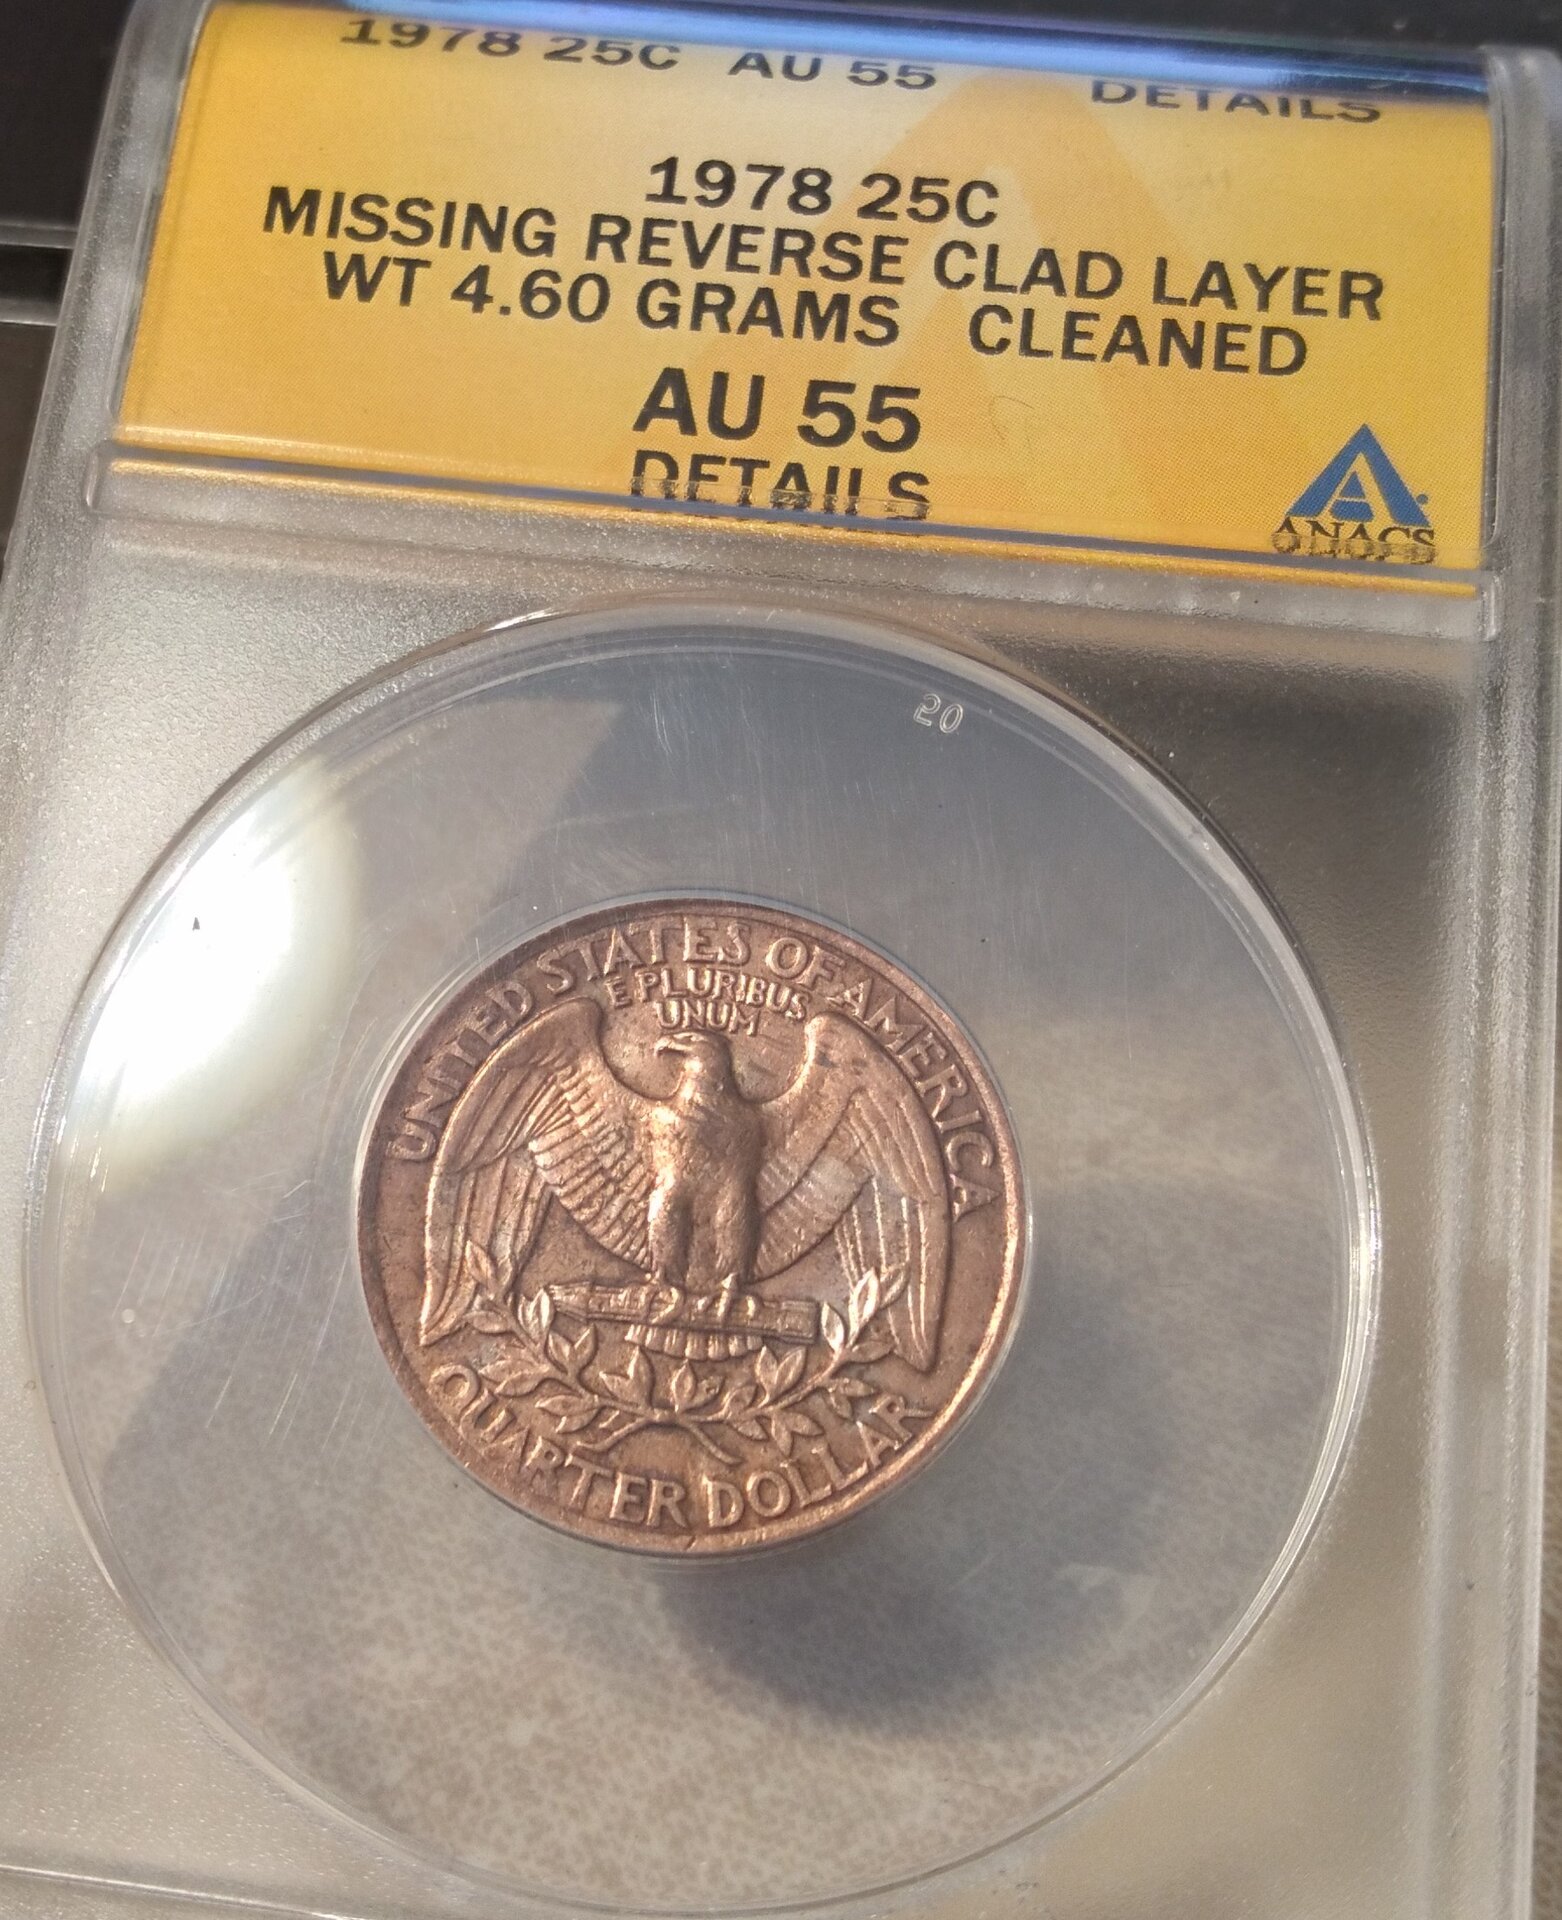 1978 25C AU 55 DETAILS
1978 25C
MISSING REVERSE CLAD LAYER
WT 4.60 GRAMS CLEANED
AU 55
DETAILS
ANACS
20
UNITED STATES OF AMERICA
E PLURIBUS
UNUM
QUARTER DOLLAR